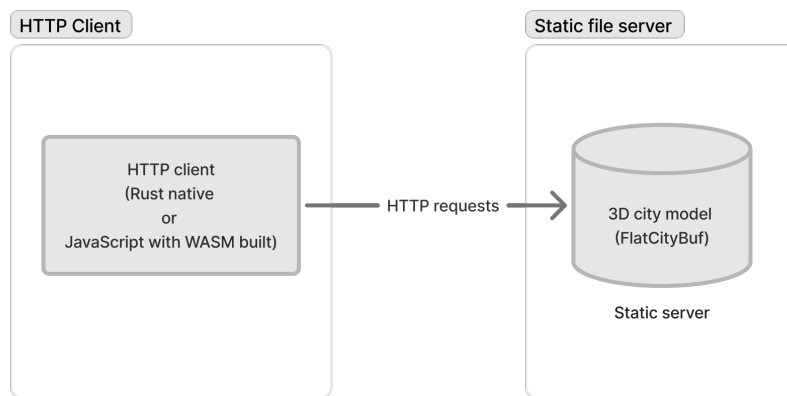 HTTP Client
Static file server
HTTP client
(Rust native
or
JavaScript with WASM built)
HTTP requests
3D city model
(FlatCityBuf)
Static server